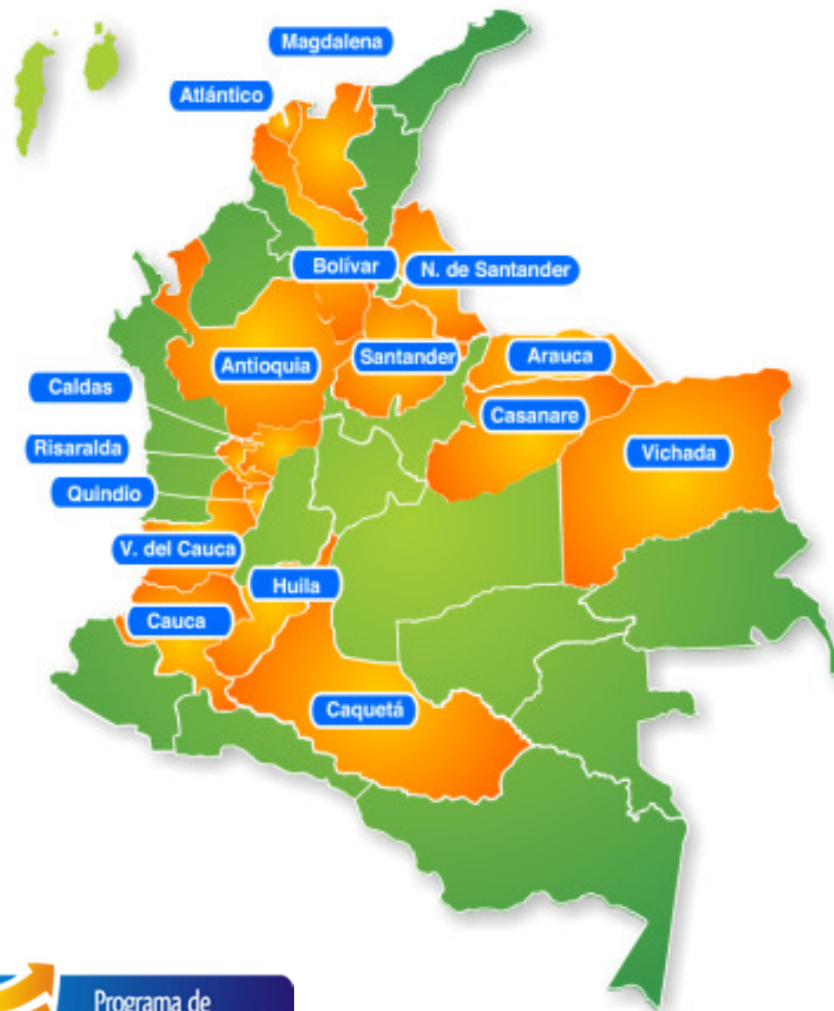 Magdalena
Atlántico
Bolívar
N. de Santander
Antioquia
Santander
Arauca
Caldas
Casanare
Risaralda
Vichada
Quindio
V. del Cauca
Huila
Cauca
Caquetá
Programa de